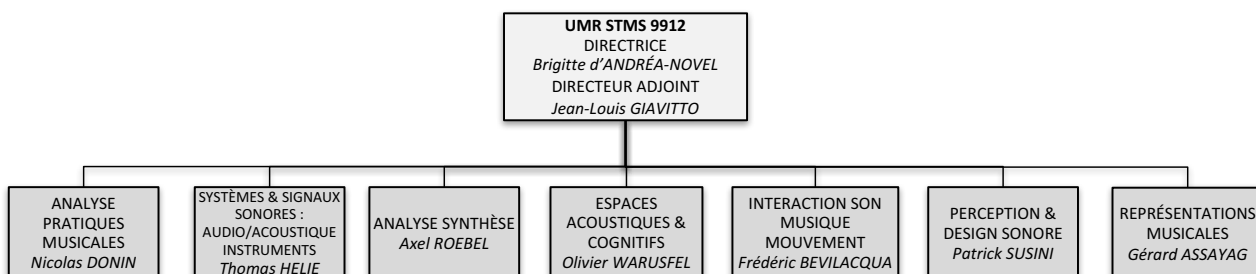 UMR STMS 9912
DIRECTRICE
Brigitte d’ANDRÉA-NOVEL
DIRECTEUR ADJOINT
Jean-Louis GIAVITTO
ANALYSE
PRATIQUES
MUSICALES
Nicolas DONIN
SYSTÈMES & SIGNAUX
SONORES :
AUDIO/ACOUSTIQUE
INSTRUMENTS
Thomas HELIE
ANALYSE SYNTHÈSE
Axel ROEBEL
ESPACES
ACOUSTIQUES &
COGNITIFS
Olivier WARUSFEL
INTERACTION SON
MUSIQUE
MOUVEMENT
Frédéric BEVILACQUA
PERCEPTION &
DESIGN SONORE
Patrick SUSINI
REPRÉSENTATIONS
MUSICALES
Gérard ASSAYAG